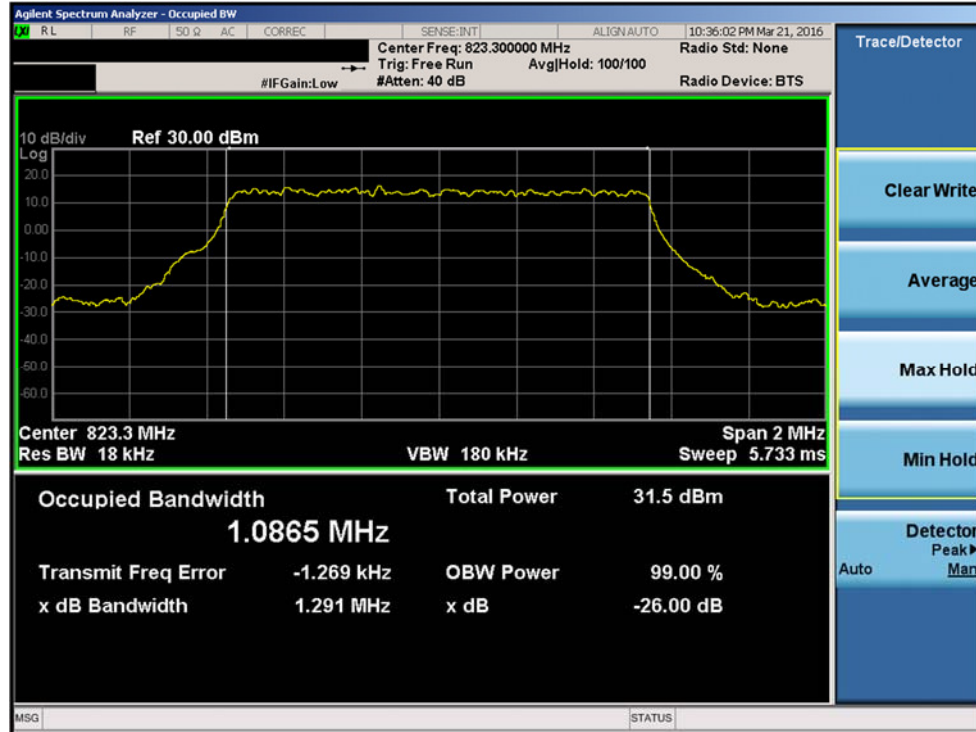 Agilent Spectrum Analyzer - Occupied BW
LXI RL RF 50 Ω AC CORREC SENSE:INT ALIGN AUTO 10:36:02 PM Mar 21, 2016
Center Freq: 823.300000 MHz Radio Std: None
Trig: Free Run Avg|Hold: 100/100
#IFGain:Low #Atten: 40 dB Radio Device: BTS
10 dB/div Ref 30.00 dBm
Log
20.0
10.0
0.00
-10.0
-20.0
-30.0
-40.0
-50.0
-60.0
Center 823.3 MHz Span 2 MHz
Res BW 18 kHz VBW 180 kHz Sweep 5.733 ms
Occupied Bandwidth Total Power 31.5 dBm
1.0865 MHz
Transmit Freq Error -1.269 kHz OBW Power 99.00 %
x dB Bandwidth 1.291 MHz x dB -26.00 dB
MSG STATUS
Trace/Detector
Clear Write
Average
Max Hold
Min Hold
Detector
Peak▶
Auto Man